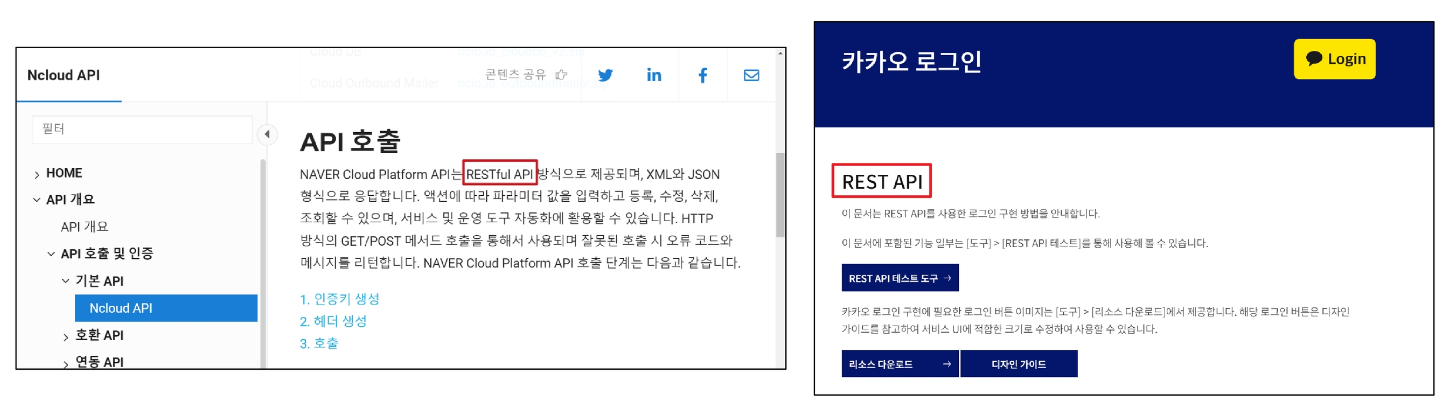 Cloud DB
Ncloud API
콘텐츠 공유
in
f
Cloud Outbound Mailer
필터
HOME
API 개요
API 개요
API 호출 및 인증
기본 API
Ncloud API
호환 API
연동 API
API 호출
NAVER Cloud Platform API는 RESTful API 방식으로 제공되며, XML와 JSON
형식으로 응답합니다. 액션에 따라 파라미터 값을 입력하고 등록, 수정, 삭제,
조회할 수 있으며, 서비스 및 운영 도구 자동화에 활용할 수 있습니다. HTTP
방식의 GET/POST 메서드 호출을 통해서 사용되며 잘못된 호출 시 오류 코드와
메시지를 리턴합니다. NAVER Cloud Platform API 호출 단계는 다음과 같습니다.
1. 인증키 생성
2. 헤더 생성
3. 호출
카카오 로그인
Login
REST API
이 문서는 REST API를 사용한 로그인 구현 방법을 안내합니다.
이 문서에 포함된 기능 일부는 [도구] > [REST API 테스트]를 통해 사용해 볼 수 있습니다.
REST API 테스트 도구 →
카카오 로그인 구현에 필요한 로그인 버튼 이미지는 [도구] > [리소스 다운로드]에서 제공합니다. 해당 로그인 버튼은 디자인
가이드를 참고하여 서비스 UI에 적합한 크기로 수정하여 사용할 수 있습니다.
리소스 다운로드 →
디자인 가이드